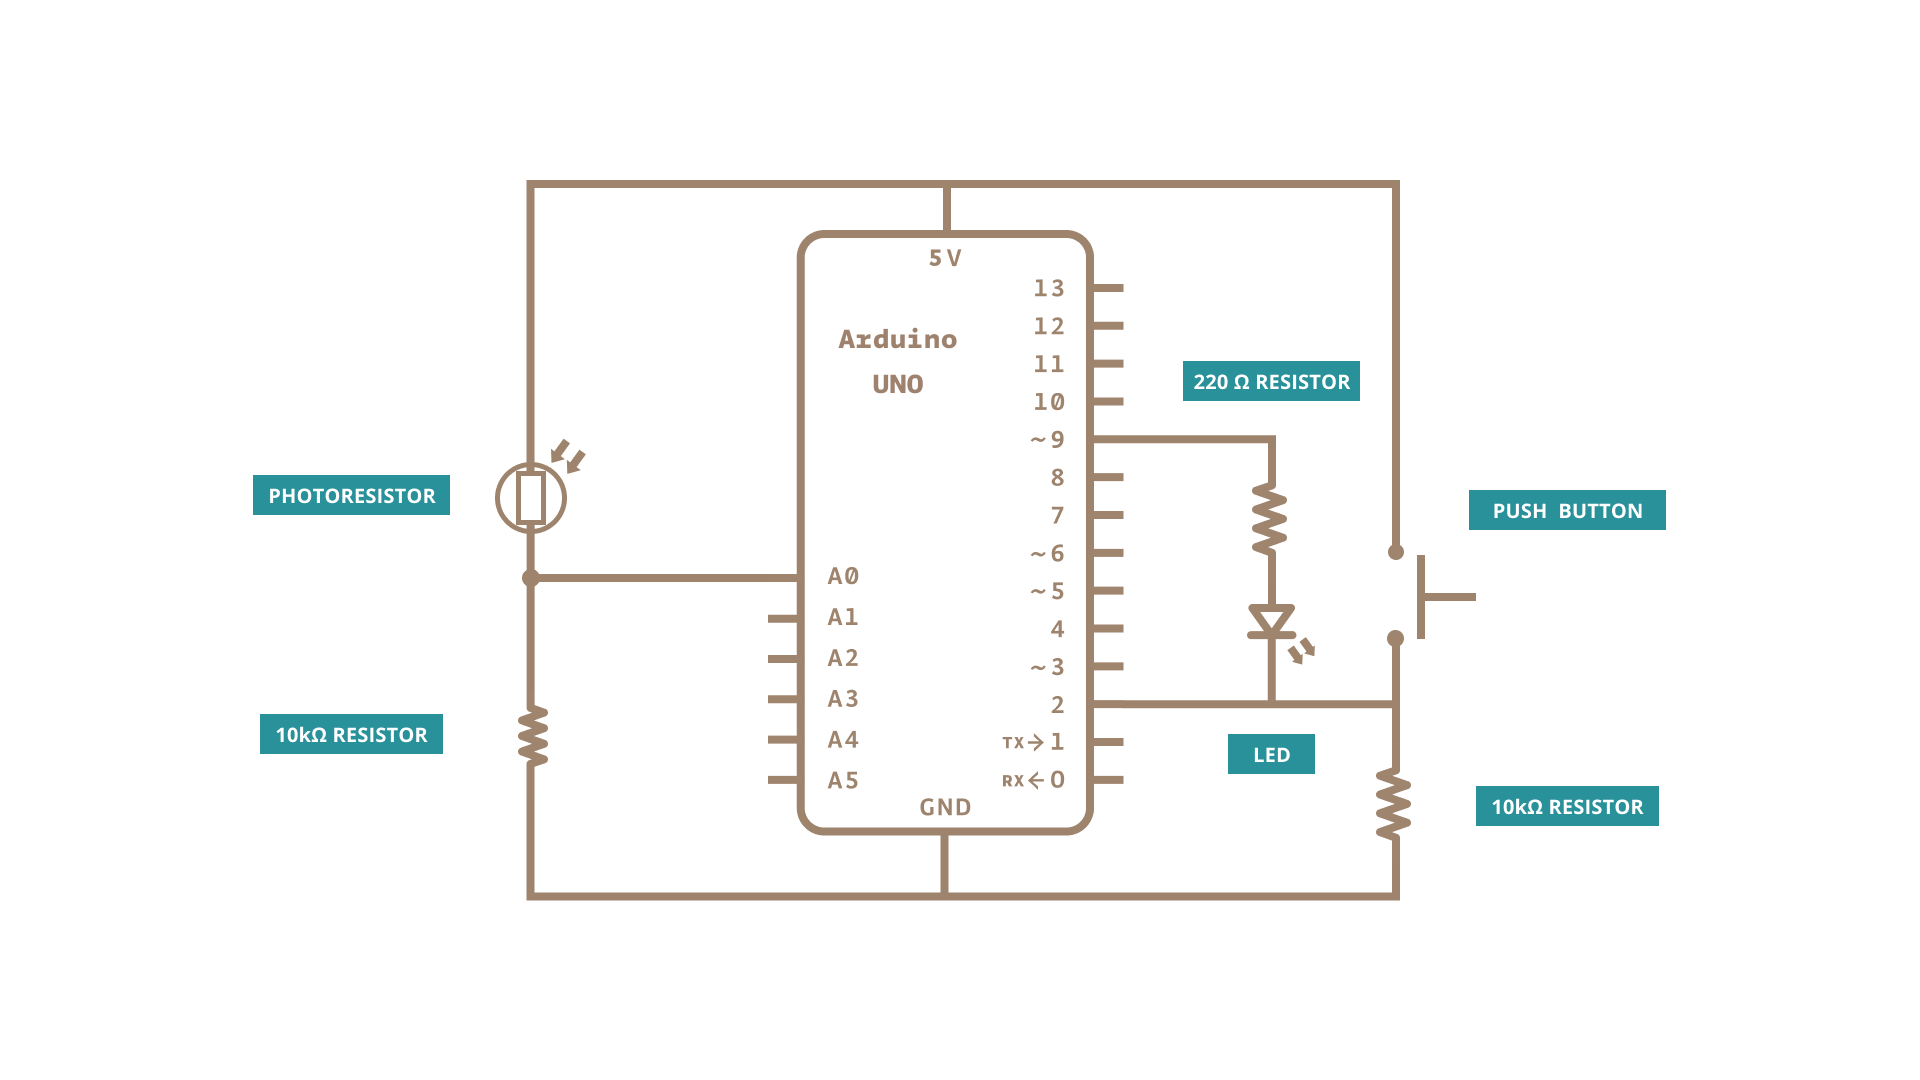 5V
13
12
Arduino
11
220 Ω RESISTOR
UNO
10
~9
8
PHOTORESISTOR
7
PUSH BUTTON
~6
A0
~5
A1
4
A2
~3
A3
2
10kΩ RESISTOR
A4
TX→1
LED
A5
RX←0
GND
10kΩ RESISTOR